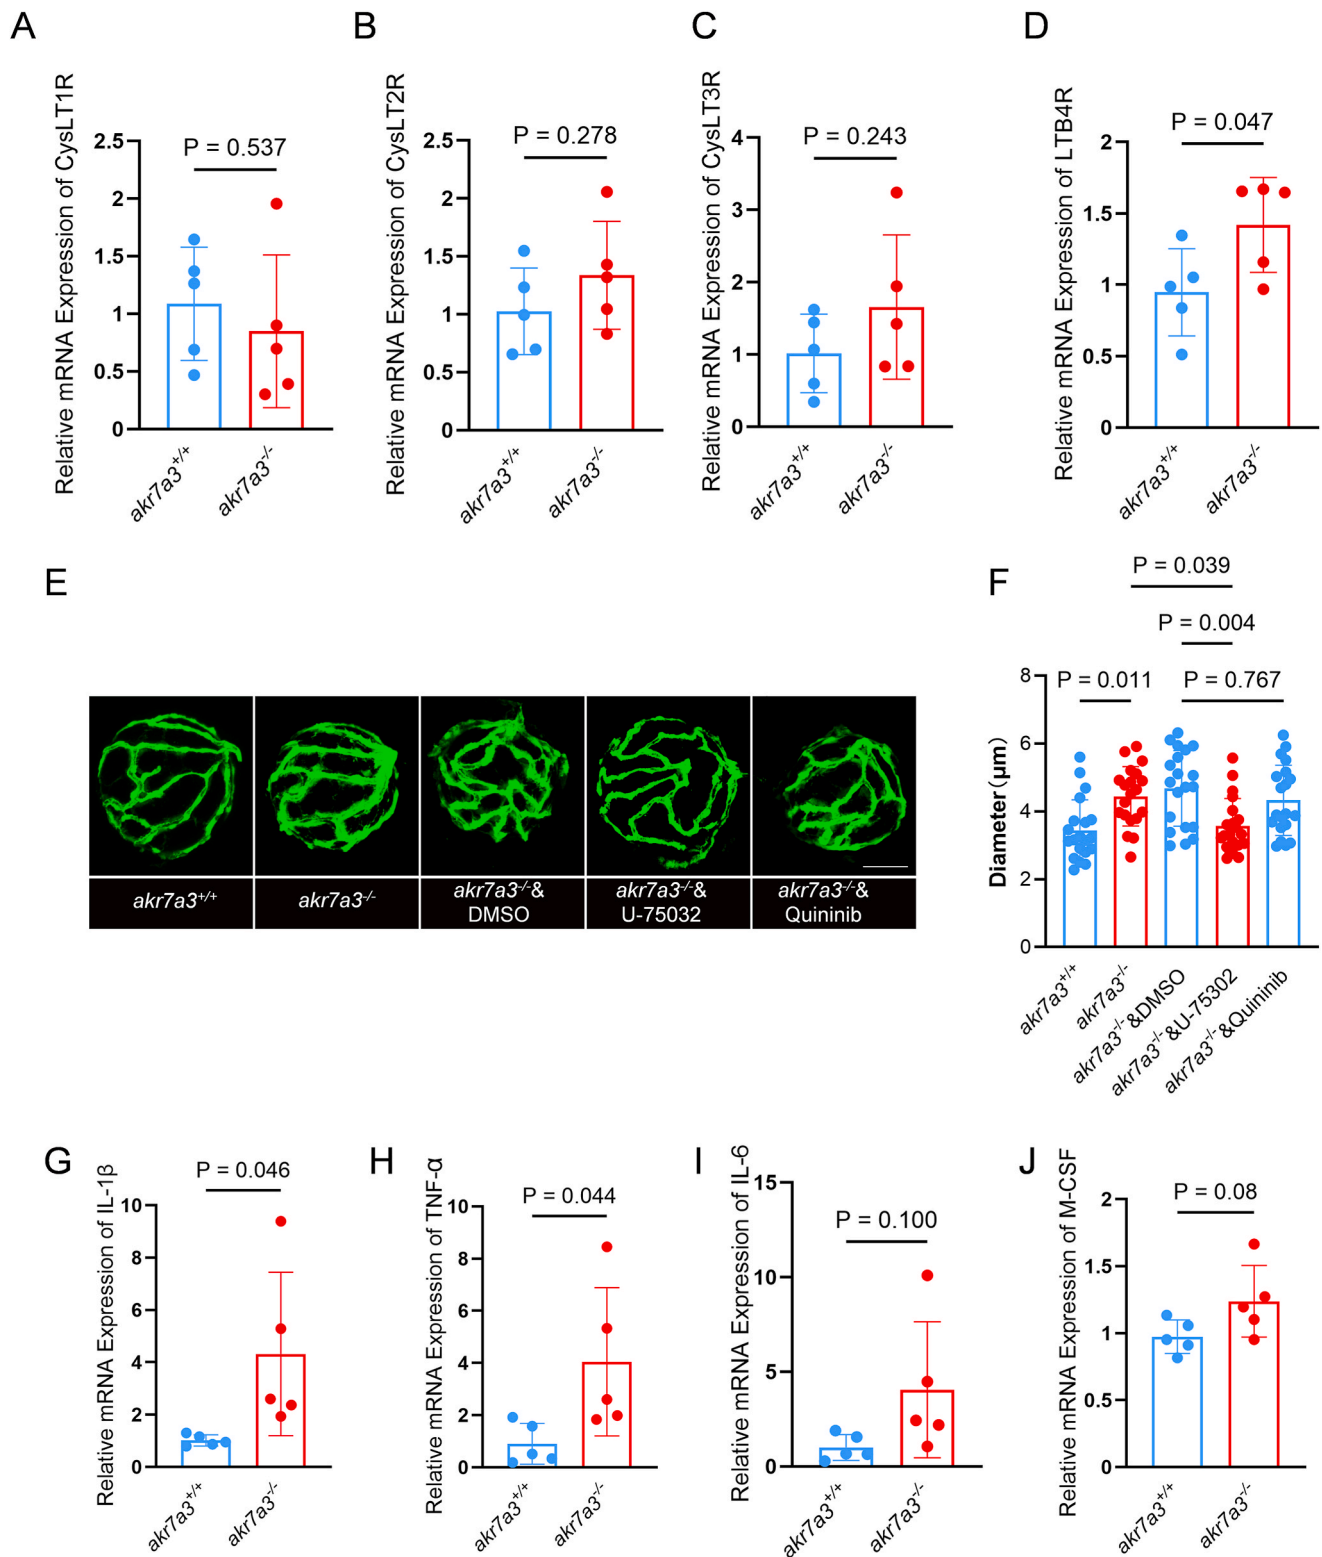 A
B
C
D
Relative mRNA Expression of CysLT1R
2.5
2
1.5
1
0.5
0
P = 0.537
akr7a3+/+
akr7a3-/-
Relative mRNA Expression of CysLT2R
2.5
2
1.5
1
0.5
0
P = 0.278
akr7a3+/+
akr7a3-/-
Relative mRNA Expression of CysLT3R
4
3
2
1
0
P = 0.243
akr7a3+/+
akr7a3-/-
Relative mRNA Expression of LTB4R
2
1.5
1
0.5
0
P = 0.047
akr7a3+/+
akr7a3-/-
E
akr7a3+/+
akr7a3-/-
akr7a3-/-&
DMSO
akr7a3-/-&
U-75032
akr7a3-/-&
Quininib
F
P = 0.039
P = 0.004
P = 0.011
P = 0.767
Diameter(μm)
8
6
4
2
0
akr7a3+/+
akr7a3-/-
akr7a3-/-&DMSO
akr7a3-/-&U-75302
akr7a3-/-&Quininib
G
Relative mRNA Expression of IL-1β
10
8
6
4
2
0
P = 0.046
akr7a3+/+
akr7a3-/-
H
Relative mRNA Expression of TNF-α
10
8
6
4
2
0
P = 0.044
akr7a3+/+
akr7a3-/-
I
Relative mRNA Expression of IL-6
15
10
5
0
P = 0.100
akr7a3+/+
akr7a3-/-
J
Relative mRNA Expression of M-CSF
2
1.5
1
0.5
0
P = 0.08
akr7a3+/+
akr7a3-/-